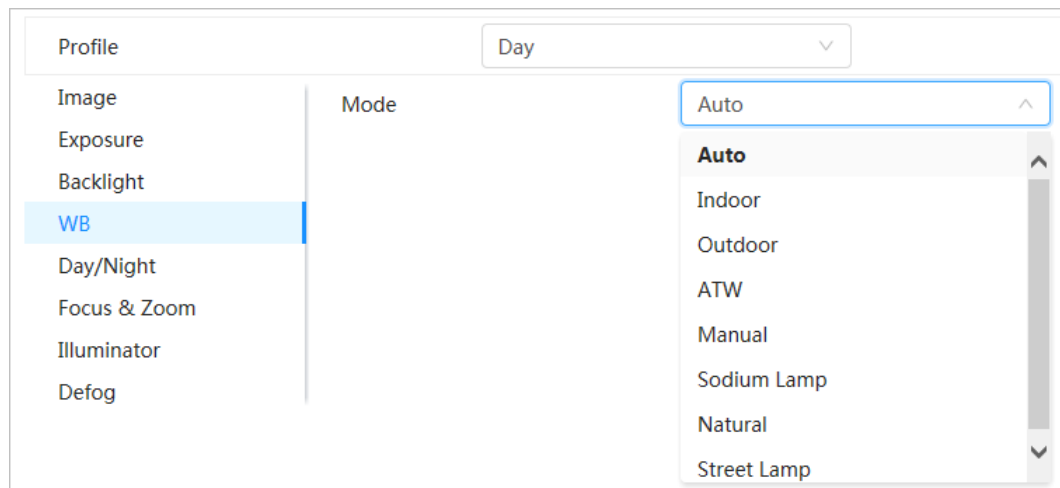 Profile
Day
Image
Mode
Auto
Exposure
Auto
Backlight
Indoor
WB
Outdoor
Day/Night
ATW
Focus & Zoom
Manual
Illuminator
Sodium Lamp
Defog
Natural
Street Lamp